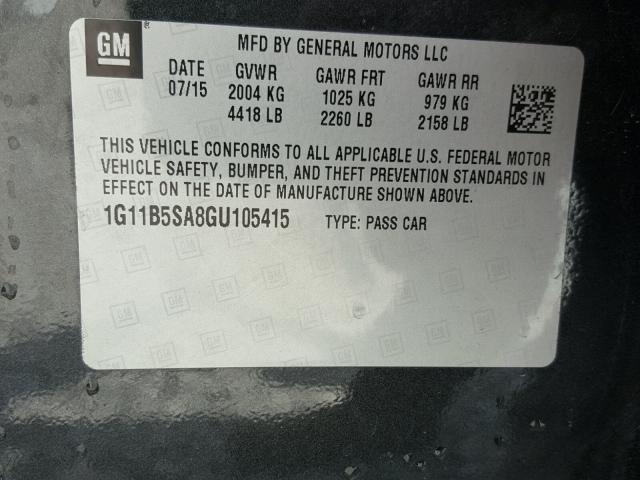 GM
MFD BY GENERAL MOTORS LLC
DATE GVWR GAWR FRT GAWR RR
07/15 2004 KG 1025 KG 979 KG
4418 LB 2260 LB 2158 LB
THIS VEHICLE CONFORMS TO ALL APPLICABLE U.S. FEDERAL MOTOR
VEHICLE SAFETY, BUMPER, AND THEFT PREVENTION STANDARDS IN
EFFECT ON THE DATE OF MANUFACTURE SHOWN ABOVE.
1G11B5SA8GU105415 TYPE: PASS CAR